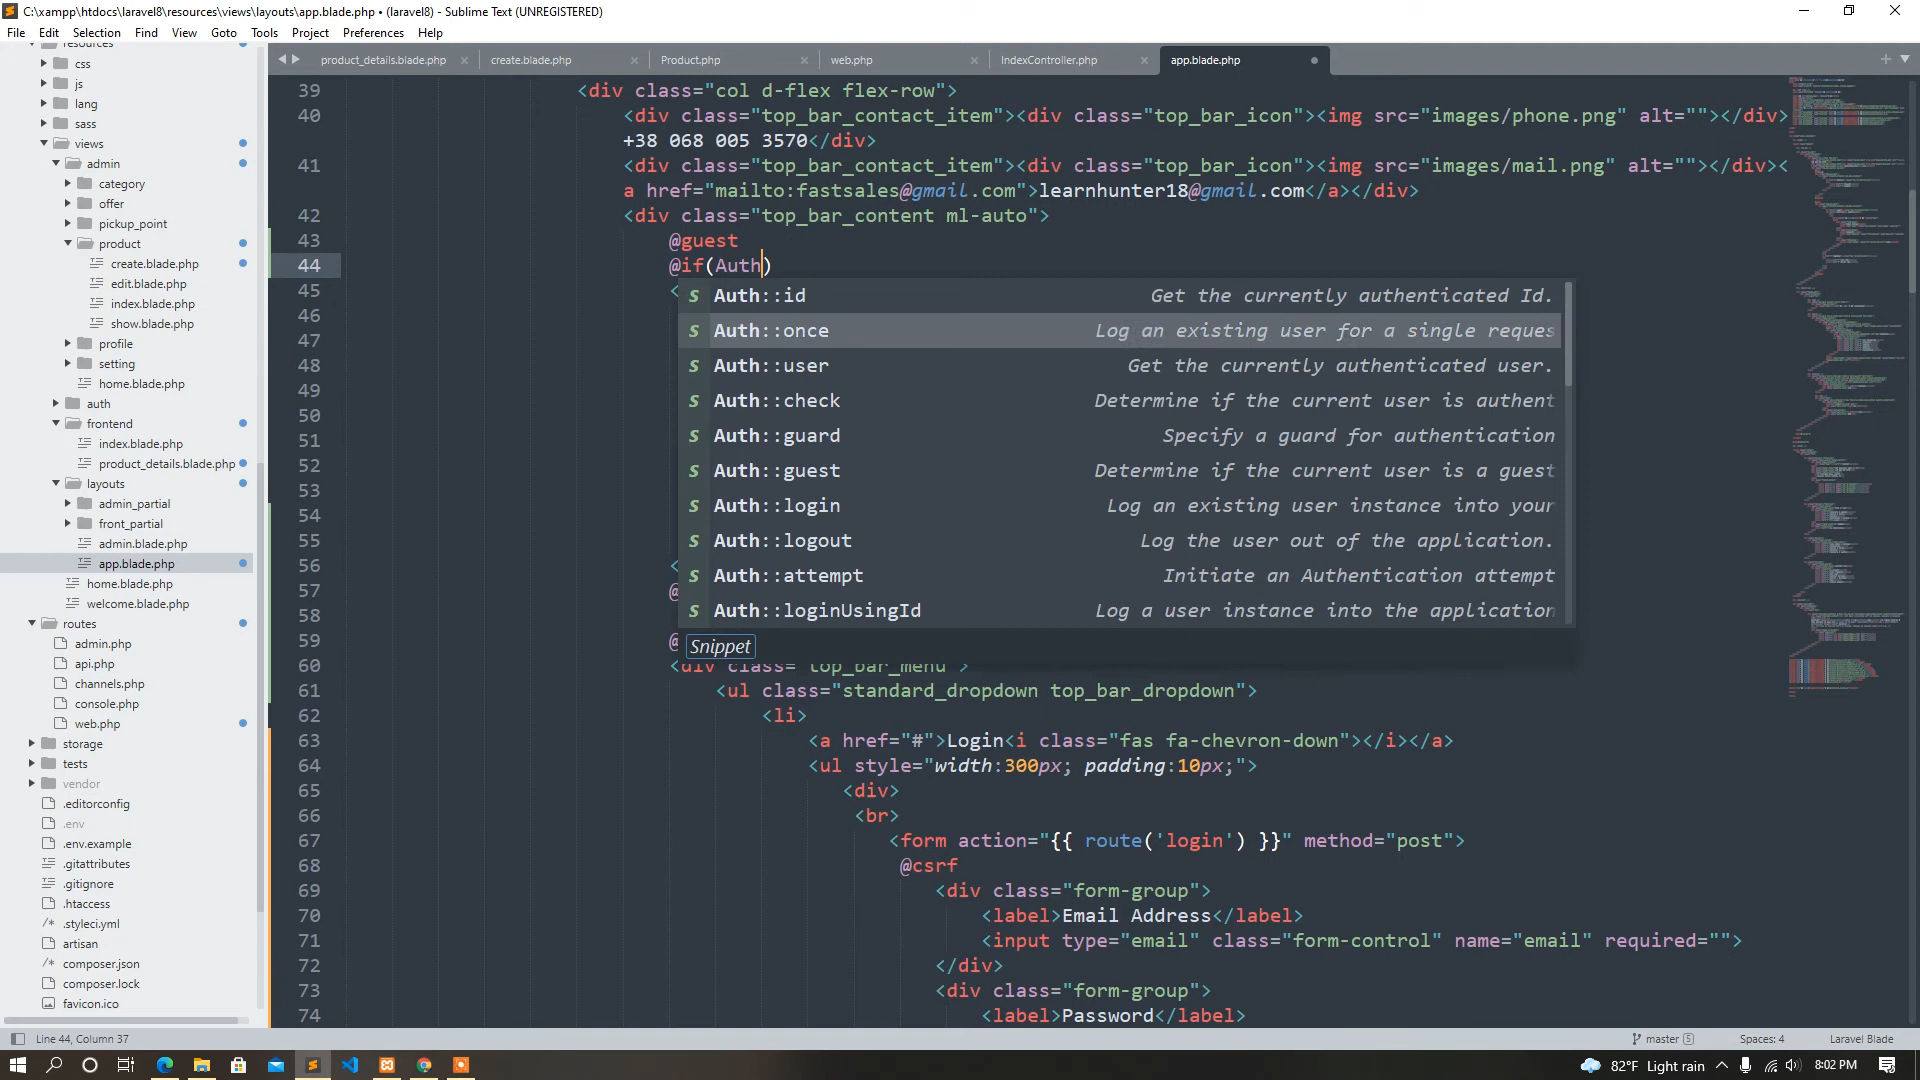 C:\xampp\htdocs\laravel8\resources\views\layouts\app.blade.php • (laravel8) - Sublime Text (UNREGISTERED)
File Edit Selection Find View Goto Tools Project Preferences Help
product_details.blade.php create.blade.php Product.php web.php IndexController.php app.blade.php
resources
css
js
lang
sass
views
admin
category
offer
pickup_point
product
create.blade.php
edit.blade.php
index.blade.php
show.blade.php
profile
setting
home.blade.php
auth
frontend
index.blade.php
product_details.blade.php
layouts
admin_partial
front_partial
admin.blade.php
app.blade.php
home.blade.php
welcome.blade.php
routes
admin.php
api.php
channels.php
console.php
web.php
storage
tests
vendor
.editorconfig
.env
.env.example
.gitattributes
.gitignore
.htaccess
.styleci.yml
artisan
composer.json
composer.lock
favicon.ico
39 <div class="col d-flex flex-row">
40 <div class="top_bar_contact_item"><div class="top_bar_icon"><img src="images/phone.png" alt=""></div>
+38 068 005 3570</div>
41 <div class="top_bar_contact_item"><div class="top_bar_icon"><img src="images/mail.png" alt=""></div><
a href="mailto:fastsales@gmail.com">learnhunter18@gmail.com</a></div>
42 <div class="top_bar_content ml-auto">
43 @guest
44 @if(Auth)
45 <
46
47
48
49
50
51
52
53
54
55
56 <
57 @
58
59 @
S Auth::id Get the currently authenticated Id.
S Auth::once Log an existing user for a single reques
S Auth::user Get the currently authenticated user.
S Auth::check Determine if the current user is authent
S Auth::guard Specify a guard for authentication
S Auth::guest Determine if the current user is a guest
S Auth::login Log an existing user instance into your
S Auth::logout Log the user out of the application.
S Auth::attempt Initiate an Authentication attempt
S Auth::loginUsingId Log a user instance into the application
Snippet
60 <div class="top_bar_menu">
61 <ul class="standard_dropdown top_bar_dropdown">
62 <li>
63 <a href="#">Login<i class="fas fa-chevron-down"></i></a>
64 <ul style="width:300px; padding:10px;">
65 <div>
66 <br>
67 <form action="{{ route('login') }}" method="post">
68 @csrf
69 <div class="form-group">
70 <label>Email Address</label>
71 <input type="email" class="form-control" name="email" required="">
72 </div>
73 <div class="form-group">
74 <label>Password</label>
Line 44, Column 37 master 5 Spaces: 4 Laravel Blade
82°F Light rain 8:02 PM